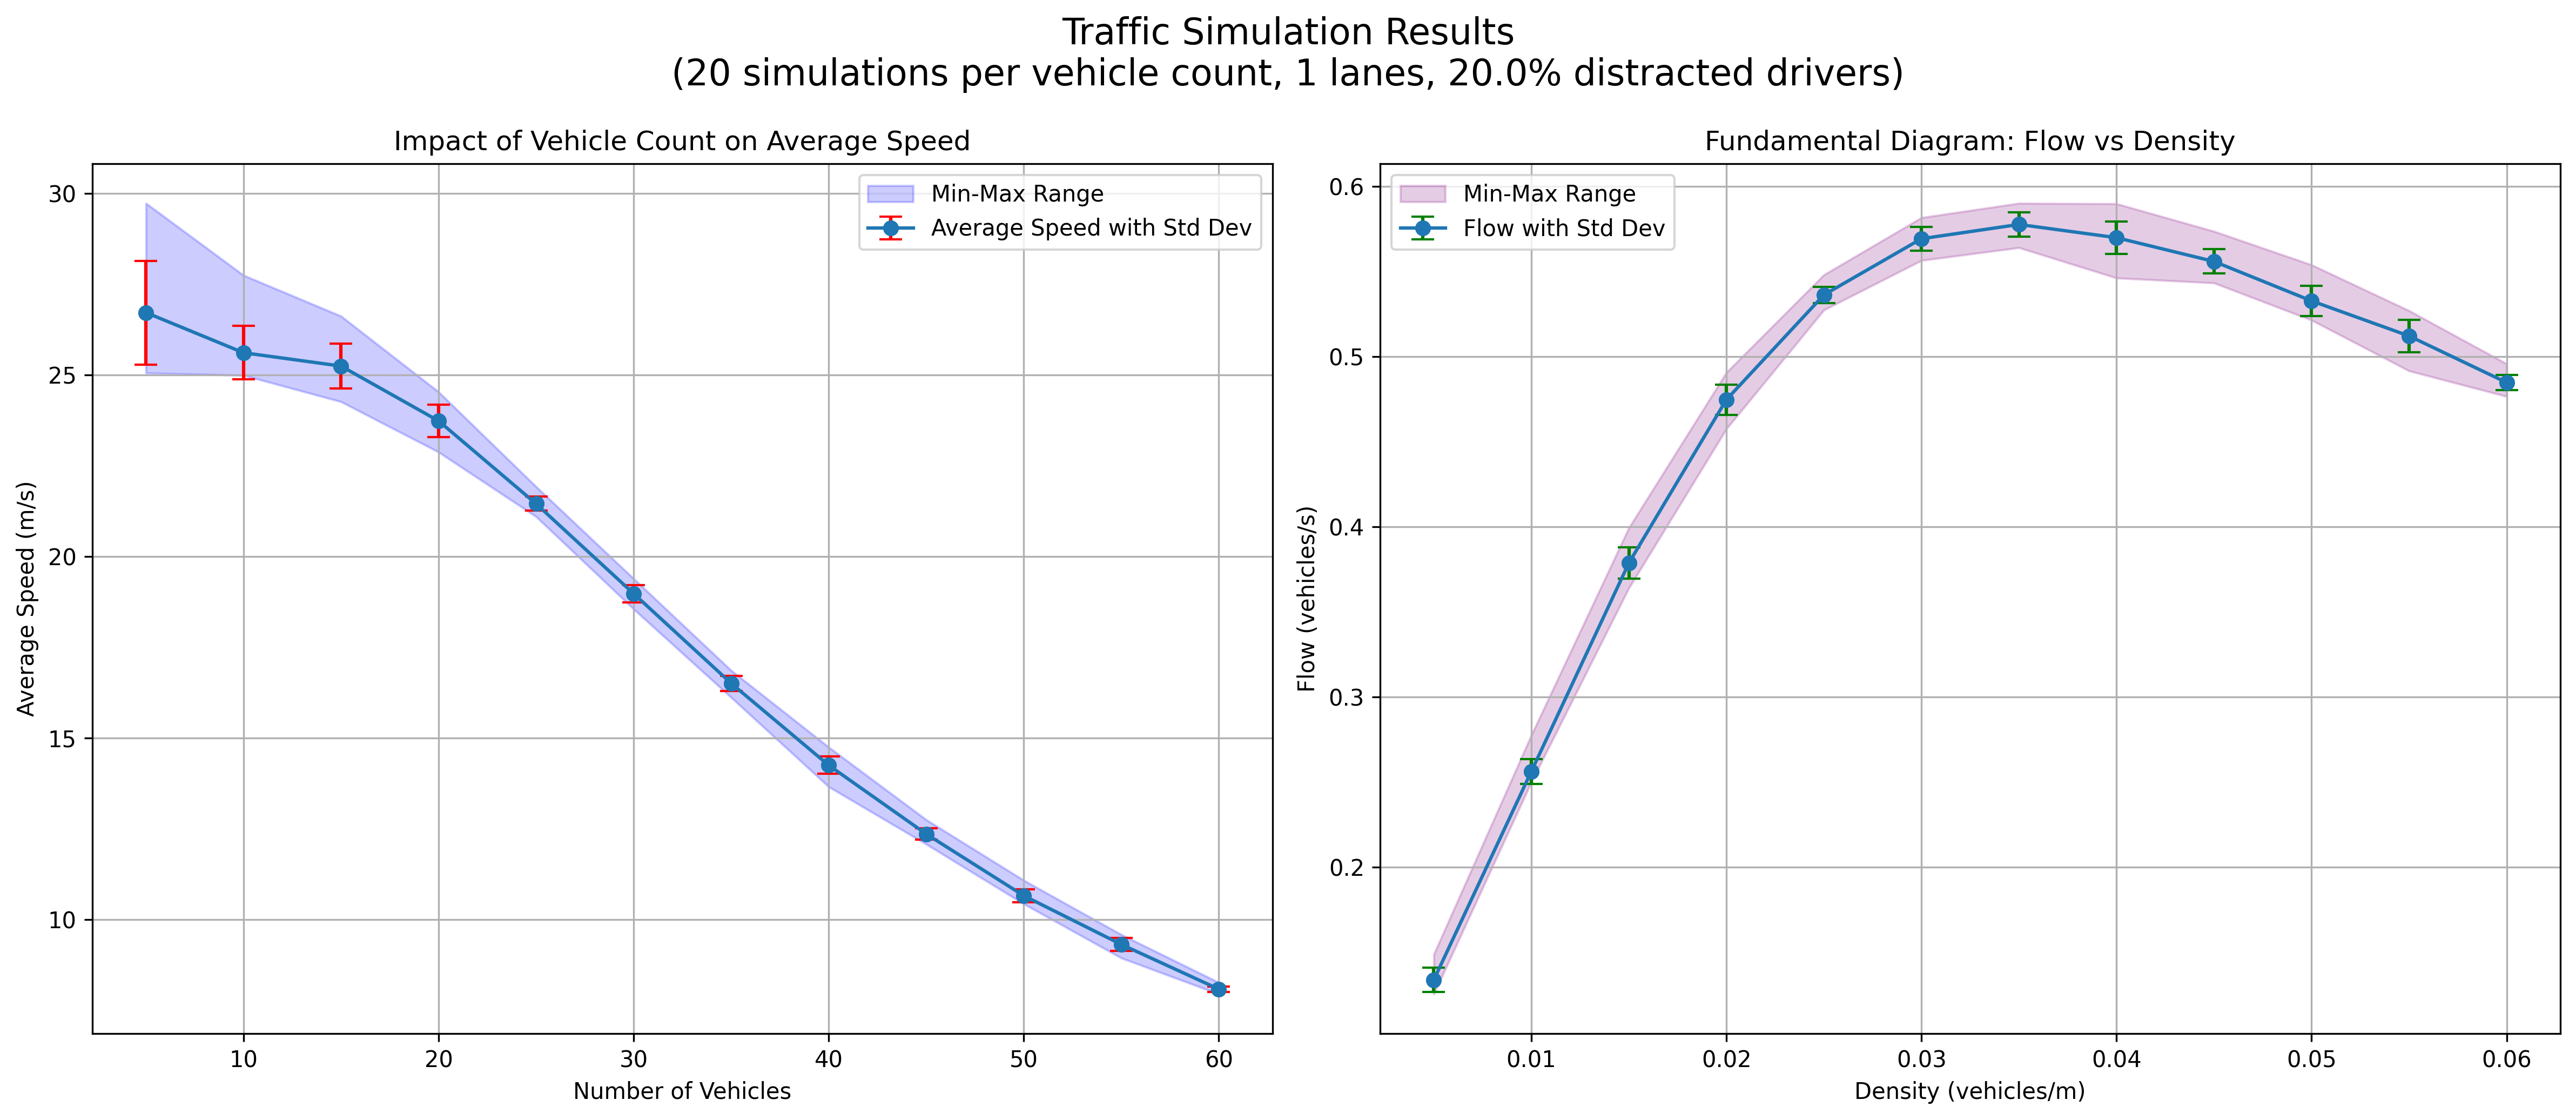 Traffic Simulation Results
(20 simulations per vehicle count, 1 lanes, 20.0% distracted drivers)
Impact of Vehicle Count on Average Speed
Min-Max Range
Average Speed with Std Dev
30
25
20
15
10
Average Speed (m/s)
10 20 30 40 50 60
Number of Vehicles
Fundamental Diagram: Flow vs Density
Min-Max Range
Flow with Std Dev
0.6
0.5
0.4
0.3
0.2
Flow (vehicles/s)
0.01 0.02 0.03 0.04 0.05 0.06
Density (vehicles/m)